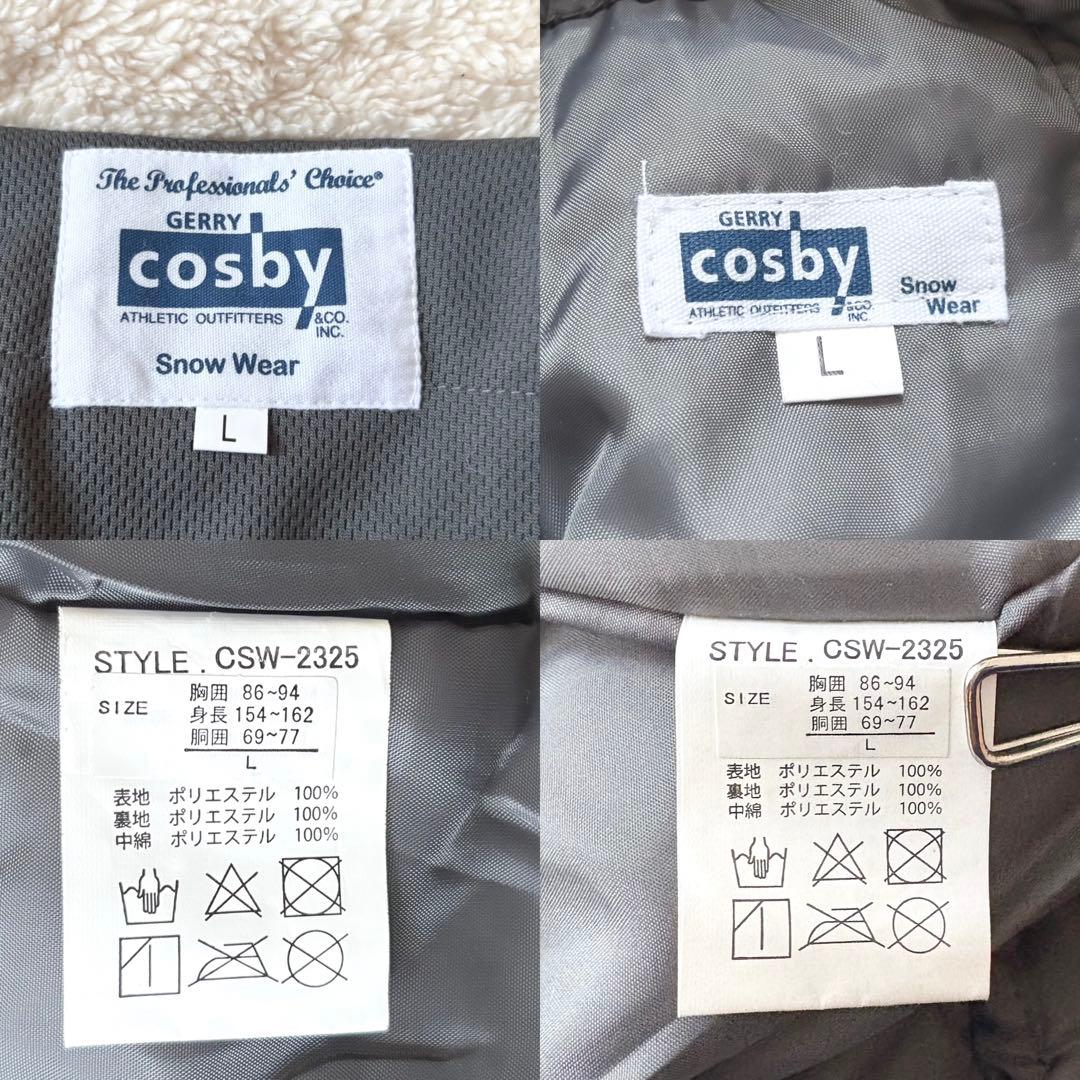 The Professionals' Choice®
GERRY
cosby
ATHLETIC OUTFITTERS &CO. INC.
Snow Wear
L
GERRY
cosby
ATHLETIC OUTFITTERS &CO. INC.
Snow
Wear
L
STYLE . CSW-2325
SIZE
胸囲 86~94
身長 154~162
胴囲 69~77
L
表地 ポリエステル 100%
裏地 ポリエステル 100%
中綿 ポリエステル 100%
STYLE . CSW-2325
SIZE
胸囲 86~94
身長 154~162
胴囲 69~77
L
表地 ポリエステル 100%
裏地 ポリエステル 100%
中綿 ポリエステル 100%